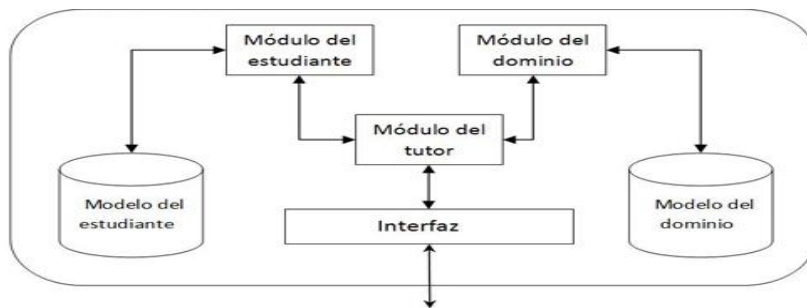 Módulo del
estudiante
Módulo del
dominio
Módulo del
tutor
Modelo del
estudiante
Interfaz
Modelo del
dominio